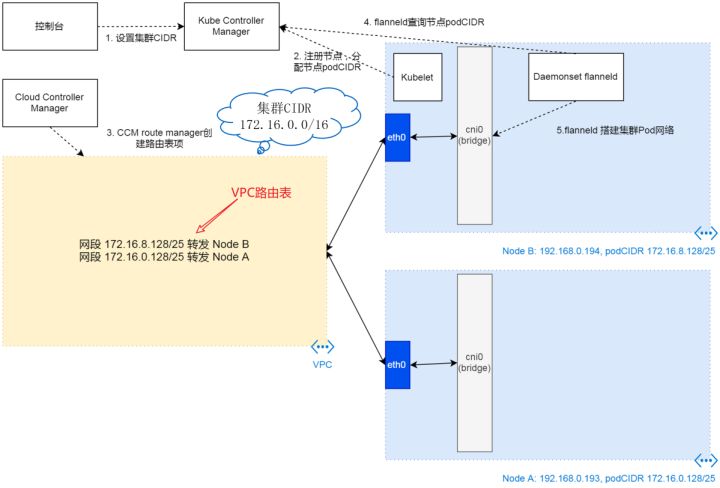 控制台
1. 设置集群CIDR
Kube Controller
Manager
4. flanneld查询节点podCIDR
2. 注册节点，分
配节点podCIDR
Kubelet
Daemonset flanneld
Cloud Controller
Manager
3. CCM route manager创
建路由表项
集群CIDR
172.16.0.0/16
eth0
cni0
(bridge)
5.flanneld 搭建集群Pod网络
VPC路由表
网段 172.16.8.128/25 转发 Node B
网段 172.16.0.128/25 转发 Node A
Node B: 192.168.0.194, podCIDR 172.16.8.128/25
VPC
eth0
cni0
(bridge)
Node A: 192.168.0.193, podCIDR 172.16.0.128/25